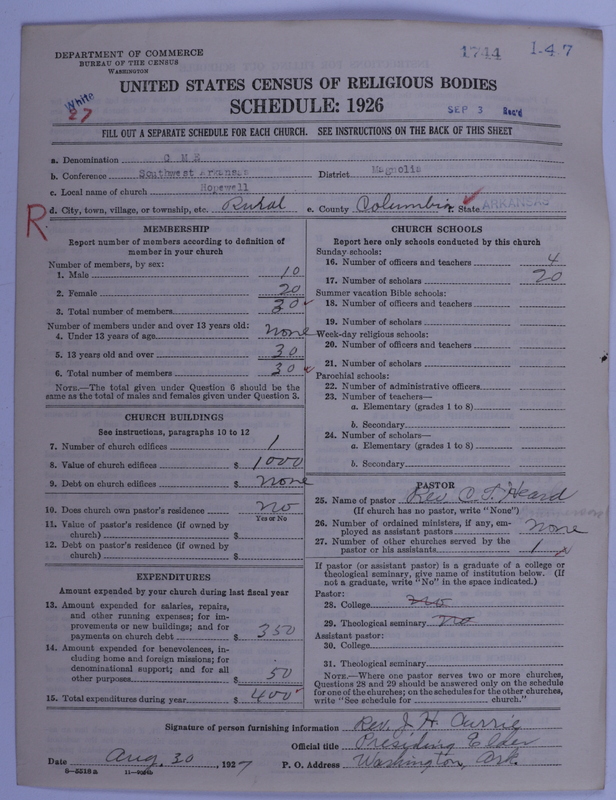 DEPARTMENT OF COMMERCE
BUREAU OF THE CENSUS
WASHINGTON
1744 1-47
White
27
UNITED STATES CENSUS OF RELIGIOUS BODIES
SCHEDULE: 1926
SEP 3 Rec'd
FILL OUT A SEPARATE SCHEDULE FOR EACH CHURCH. SEE INSTRUCTIONS ON THE BACK OF THIS SHEET
a. Denomination C M E
b. Conference Southwest Arkansas District Magnolia
c. Local name of church Hopewell
R
d. City, town, village, or township, etc. Rural e. County Columbia f. State ARKANSAS
MEMBERSHIP
Report number of members according to definition of
member in your church
Number of members, by sex:
1. Male 10
2. Female 20
3. Total number of members 30
Number of members under and over 13 years old:
4. Under 13 years of age None
5. 13 years old and over 30
6. Total number of members 30
NOTE.—The total given under Question 6 should be the
same as the total of males and females given under Question 3.
CHURCH BUILDINGS
See instructions, paragraphs 10 to 12
7. Number of church edifices 1
8. Value of church edifices $ 1000
9. Debt on church edifices $ None
10. Does church own pastor's residence no
Yes or No
11. Value of pastor's residence (if owned by
church) $
12. Debt on pastor's residence (if owned by
church) $
EXPENDITURES
Amount expended by your church during last fiscal year
13. Amount expended for salaries, repairs,
and other running expenses; for im-
provements or new buildings; and for
payments on church debt $ 350
14. Amount expended for benevolences, in-
cluding home and foreign missions; for
denominational support; and for all
other purposes $ 50
15. Total expenditures during year $ 400
CHURCH SCHOOLS
Report here only schools conducted by this church
Sunday schools:
16. Number of officers and teachers 4
17. Number of scholars 20
Summer vacation Bible schools:
18. Number of officers and teachers
19. Number of scholars
Week-day religious schools:
20. Number of officers and teachers
21. Number of scholars
Parochial schools:
22. Number of administrative officers
23. Number of teachers—
a. Elementary (grades 1 to 8)
b. Secondary
24. Number of scholars—
a. Elementary (grades 1 to 8)
b. Secondary
PASTOR
25. Name of pastor Rev. C. T. Heard
(If church has no pastor, write "None")
26. Number of ordained ministers, if any, em-
ployed as assistant pastors None
27. Number of other churches served by the
pastor or his assistants 1 x
If pastor (or assistant pastor) is a graduate of a college or
theological seminary, give name of institution below. (If
not a graduate, write "No" in the space indicated.)
Pastor:
28. College No
29. Theological seminary No
Assistant pastor:
30. College
31. Theological seminary
NOTE.—Where one pastor serves two or more churches,
Questions 28 and 29 should be answered only on the schedule
for one of the churches; on the schedules for the other churches,
write "See schedule for church."
Signature of person furnishing information Rev. J. H. Currie
Official title Presiding Elder
Date Aug. 30, 1927 P. O. Address Washington, Ark.
8-5518 a